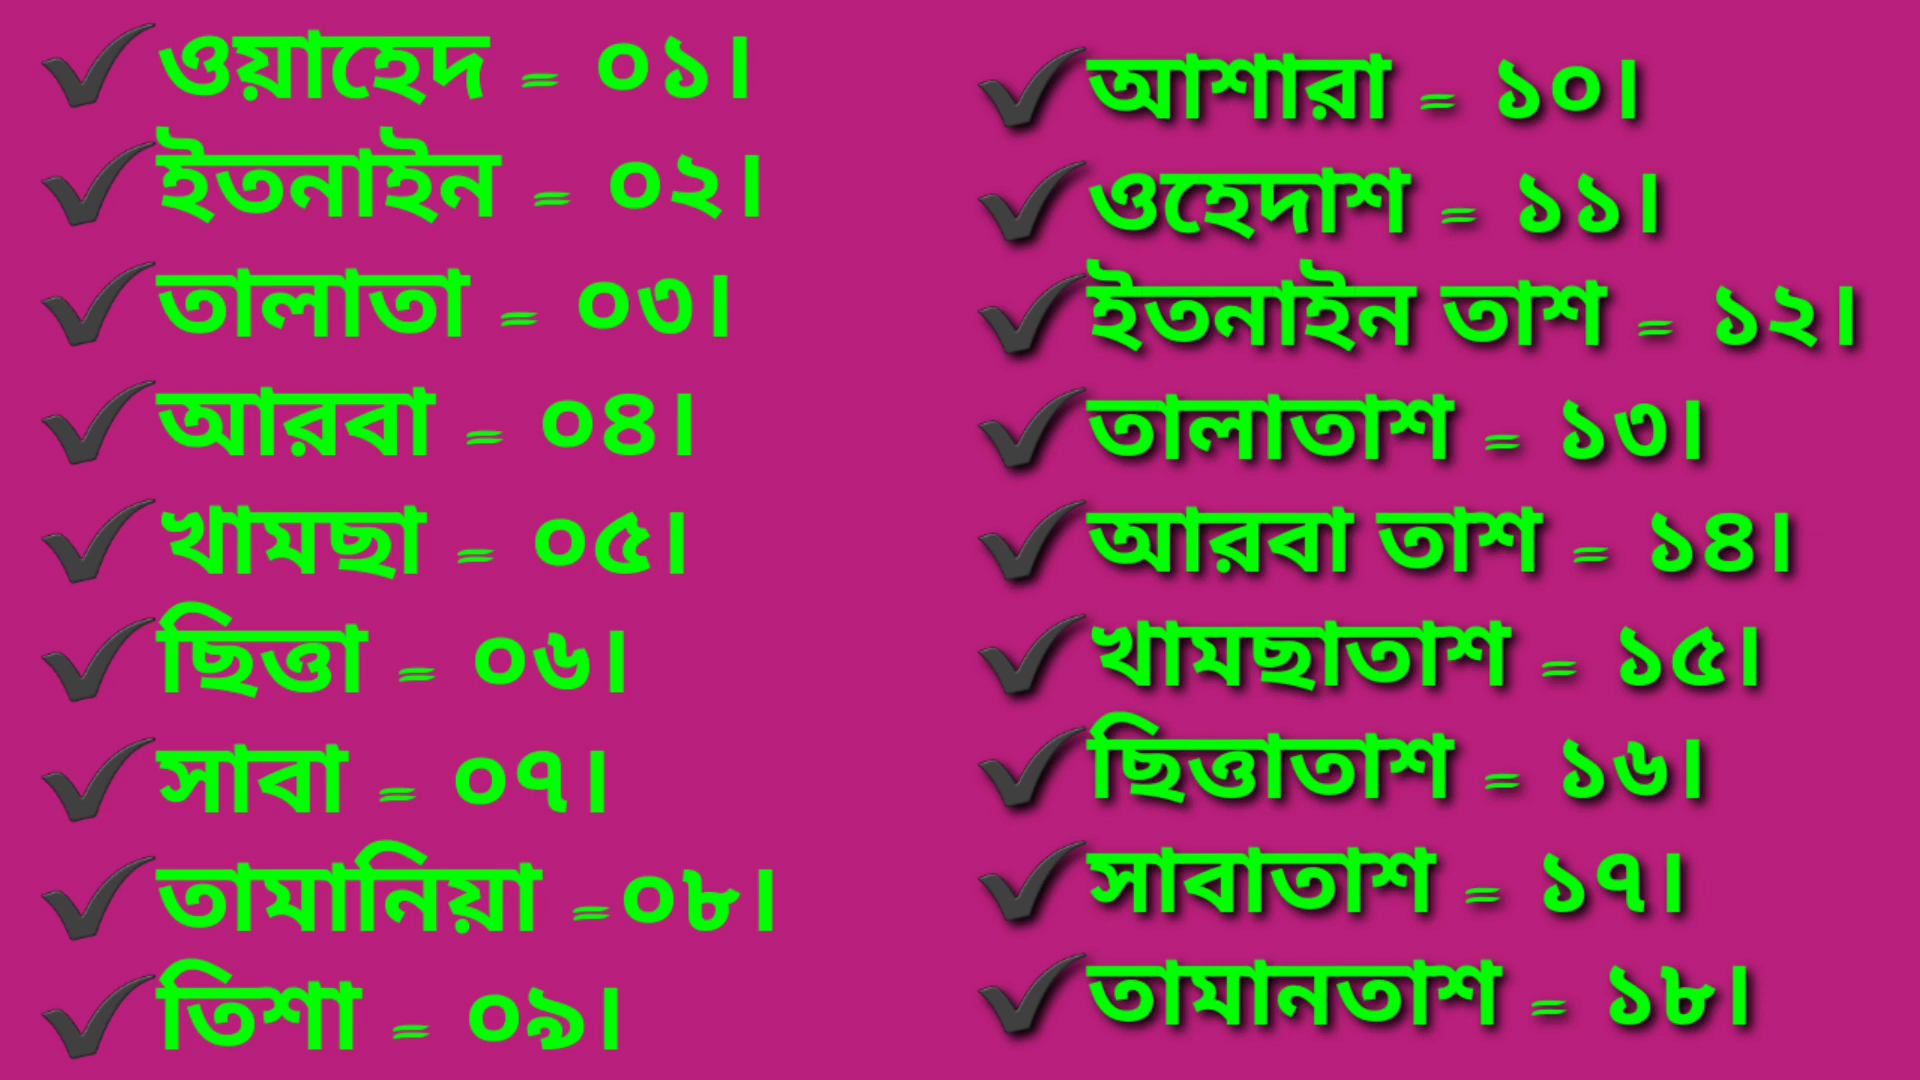 ✔ওয়াহেদ = ০১।
✔ইতনাইন = ০২।
✔তালাতা = ০৩।
✔আরবা = ০৪।
✔খামছা = ০৫।
✔ছিত্তা = ০৬।
✔সাবা = ০৭।
✔তামানিয়া =০৮।
✔তিশা = ০৯।
✔আশারা = ১০।
✔ওহেদাশ = ১১।
✔ইতনাইন তাশ = ১২।
✔তালাতাশ = ১৩।
✔আরবা তাশ = ১৪।
✔খামছাতাশ = ১৫।
✔ছিত্তাতাশ = ১৬।
✔সাবাতাশ = ১৭।
✔তামানতাশ = ১৮।